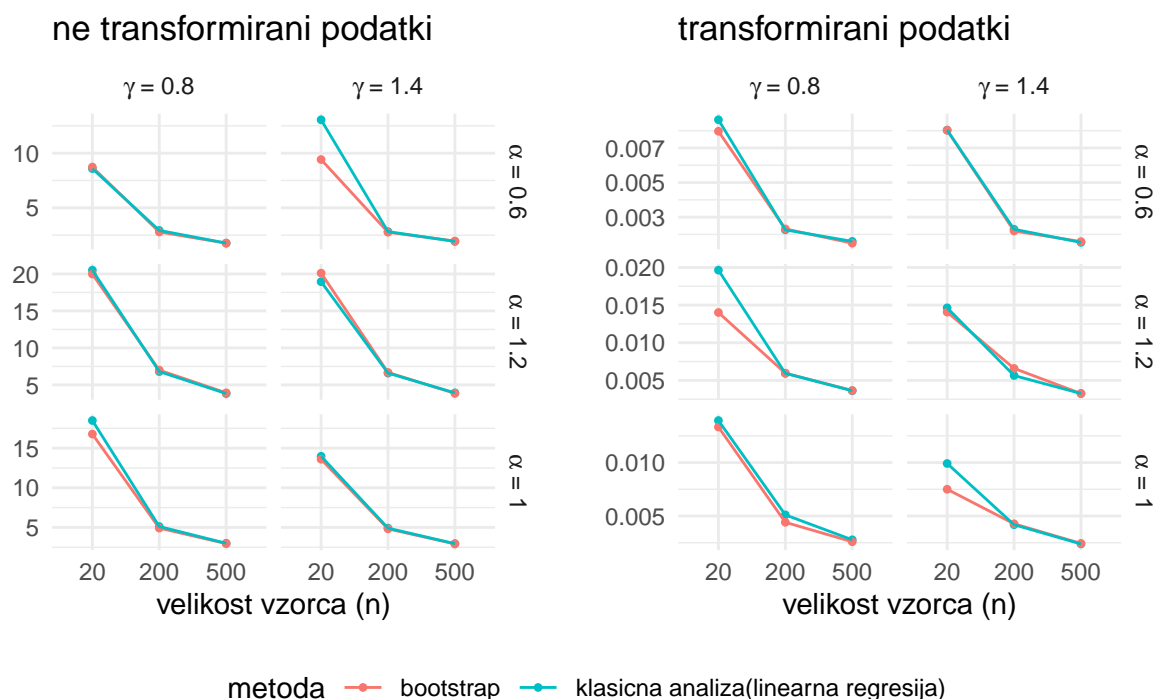 ne transformirani podatki
γ = 0.8
γ = 1.4
10
5
α = 0.6
20
15
10
5
α = 1.2
15
10
5
α = 1
20 200 500
20 200 500
velikost vzorca (n)
transformirani podatki
γ = 0.8
γ = 1.4
0.007
0.005
0.003
α = 0.6
0.020
0.015
0.010
0.005
α = 1.2
0.010
0.005
α = 1
20 200 500
20 200 500
velikost vzorca (n)
metoda bootstrap klasicna analiza(linearna regresija)